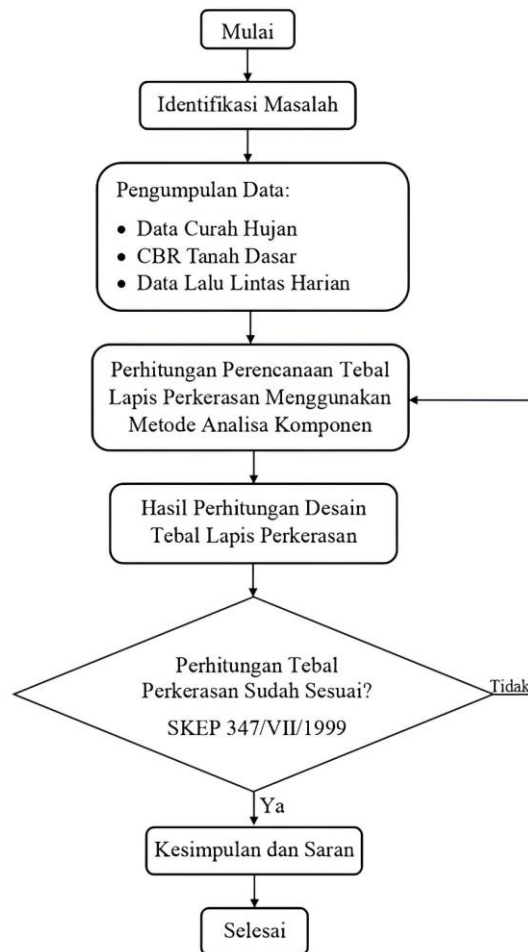 Mulai
Identifikasi Masalah
Pengumpulan Data:
• Data Curah Hujan
• CBR Tanah Dasar
• Data Lalu Lintas Harian
Perhitungan Perencanaan Tebal
Lapis Perkerasan Menggunakan
Metode Analisa Komponen
Hasil Perhitungan Desain
Tebal Lapis Perkerasan
Perhitungan Tebal
Perkerasan Sudah Sesuai?
SKEP 347/VII/1999
Tidak
Ya
Kesimpulan dan Saran
Selesai